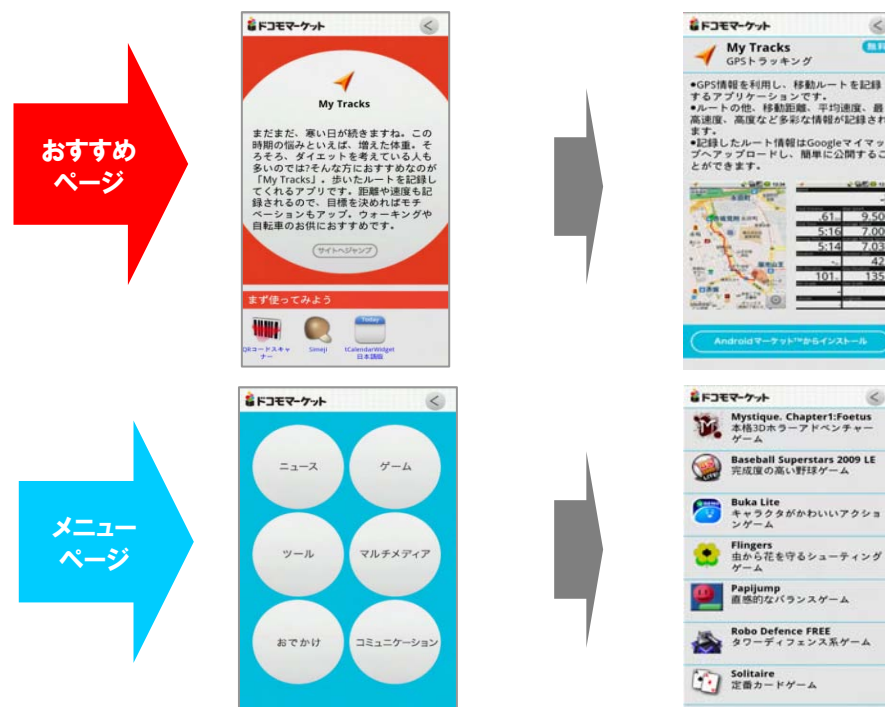 おすすめ
ページ
ドコモマーケット
My Tracks
まだまだ、寒い日が続きますね。この
時期の悩みといえば、増えた体重。そ
ろそろ、ダイエットを考えている人も
多いのでは?そんな方におすすめなのが
「My Tracks」。歩いたルートを記録し
てくれるアプリです。距離や速度も記
録されるので、目標を決めればモチ
ベーションもアップ。ウォーキングや
自転車のお供におすすめです。
サイトへジャンプ
まず使ってみよう
QRコードスキャ
ナー
Simeji
Today
tCalendarWidget
日本語版
ドコモマーケット
My Tracks
無料
GPSトラッキング
●GPS情報を利用し、移動ルートを記録
するアプリケーションです。
●ルートの他、移動距離、平均速度、最
高速度、高度など多彩な情報が記録され
ます。
●記録したルート情報はGoogleマイマッ
プへアップロードし、簡単に公開するこ
とができます。
永田町
.61
9.50
5:16
7.00
5:14
7.03
42
101
135
Androidマーケット™からインストール
メニュー
ページ
ドコモマーケット
ニュース
ゲーム
ツール
マルチメディア
おでかけ
コミュニケーション
ドコモマーケット
Mystique. Chapter1:Foetus
本格3Dホラーアドベンチャー
ゲーム
Baseball Superstars 2009 LE
完成度の高い野球ゲーム
Buka Lite
キャラクタがかわいいアクショ
ンゲーム
Flingers
虫から花を守るシューティング
ゲーム
Papijump
直感的なバランスゲーム
Robo Defence FREE
タワーディフェンス系ゲーム
Solitaire
定番カードゲーム